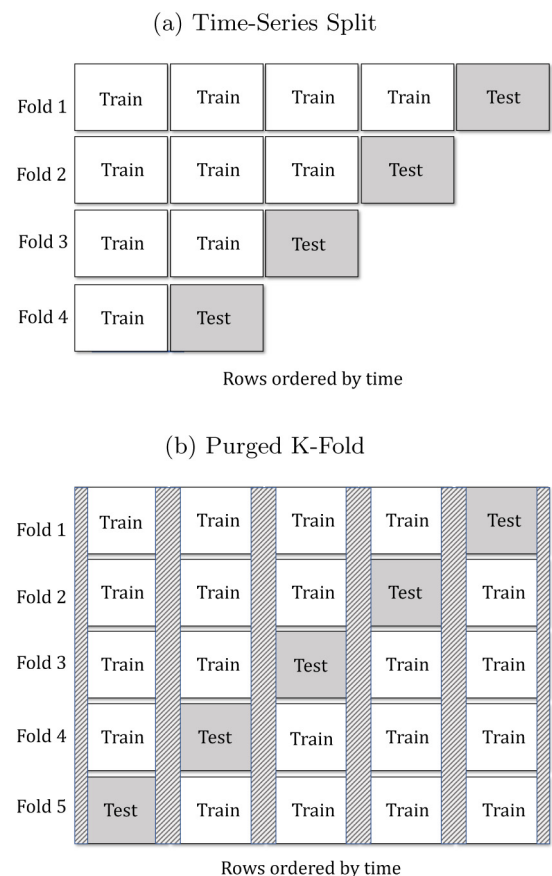 (a) Time-Series Split
Fold 1 Train Train Train Train Test
Fold 2 Train Train Train Test
Fold 3 Train Train Test
Fold 4 Train Test
Rows ordered by time
(b) Purged K-Fold
Fold 1 Train Train Train Train Test
Fold 2 Train Train Train Test Train
Fold 3 Train Train Test Train Train
Fold 4 Train Test Train Train Train
Fold 5 Test Train Train Train Train
Rows ordered by time